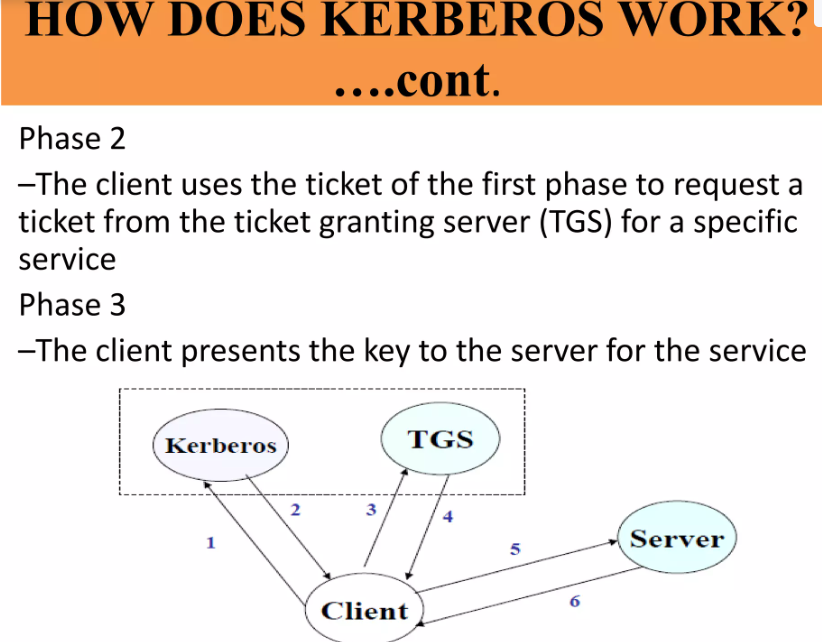 HOW DOES KERBEROS WORK?
....cont.
Phase 2
–The client uses the ticket of the first phase to request a
ticket from the ticket granting server (TGS) for a specific
service
Phase 3
–The client presents the key to the server for the service
Kerberos
TGS
2
3
4
1
5
Server
6
Client